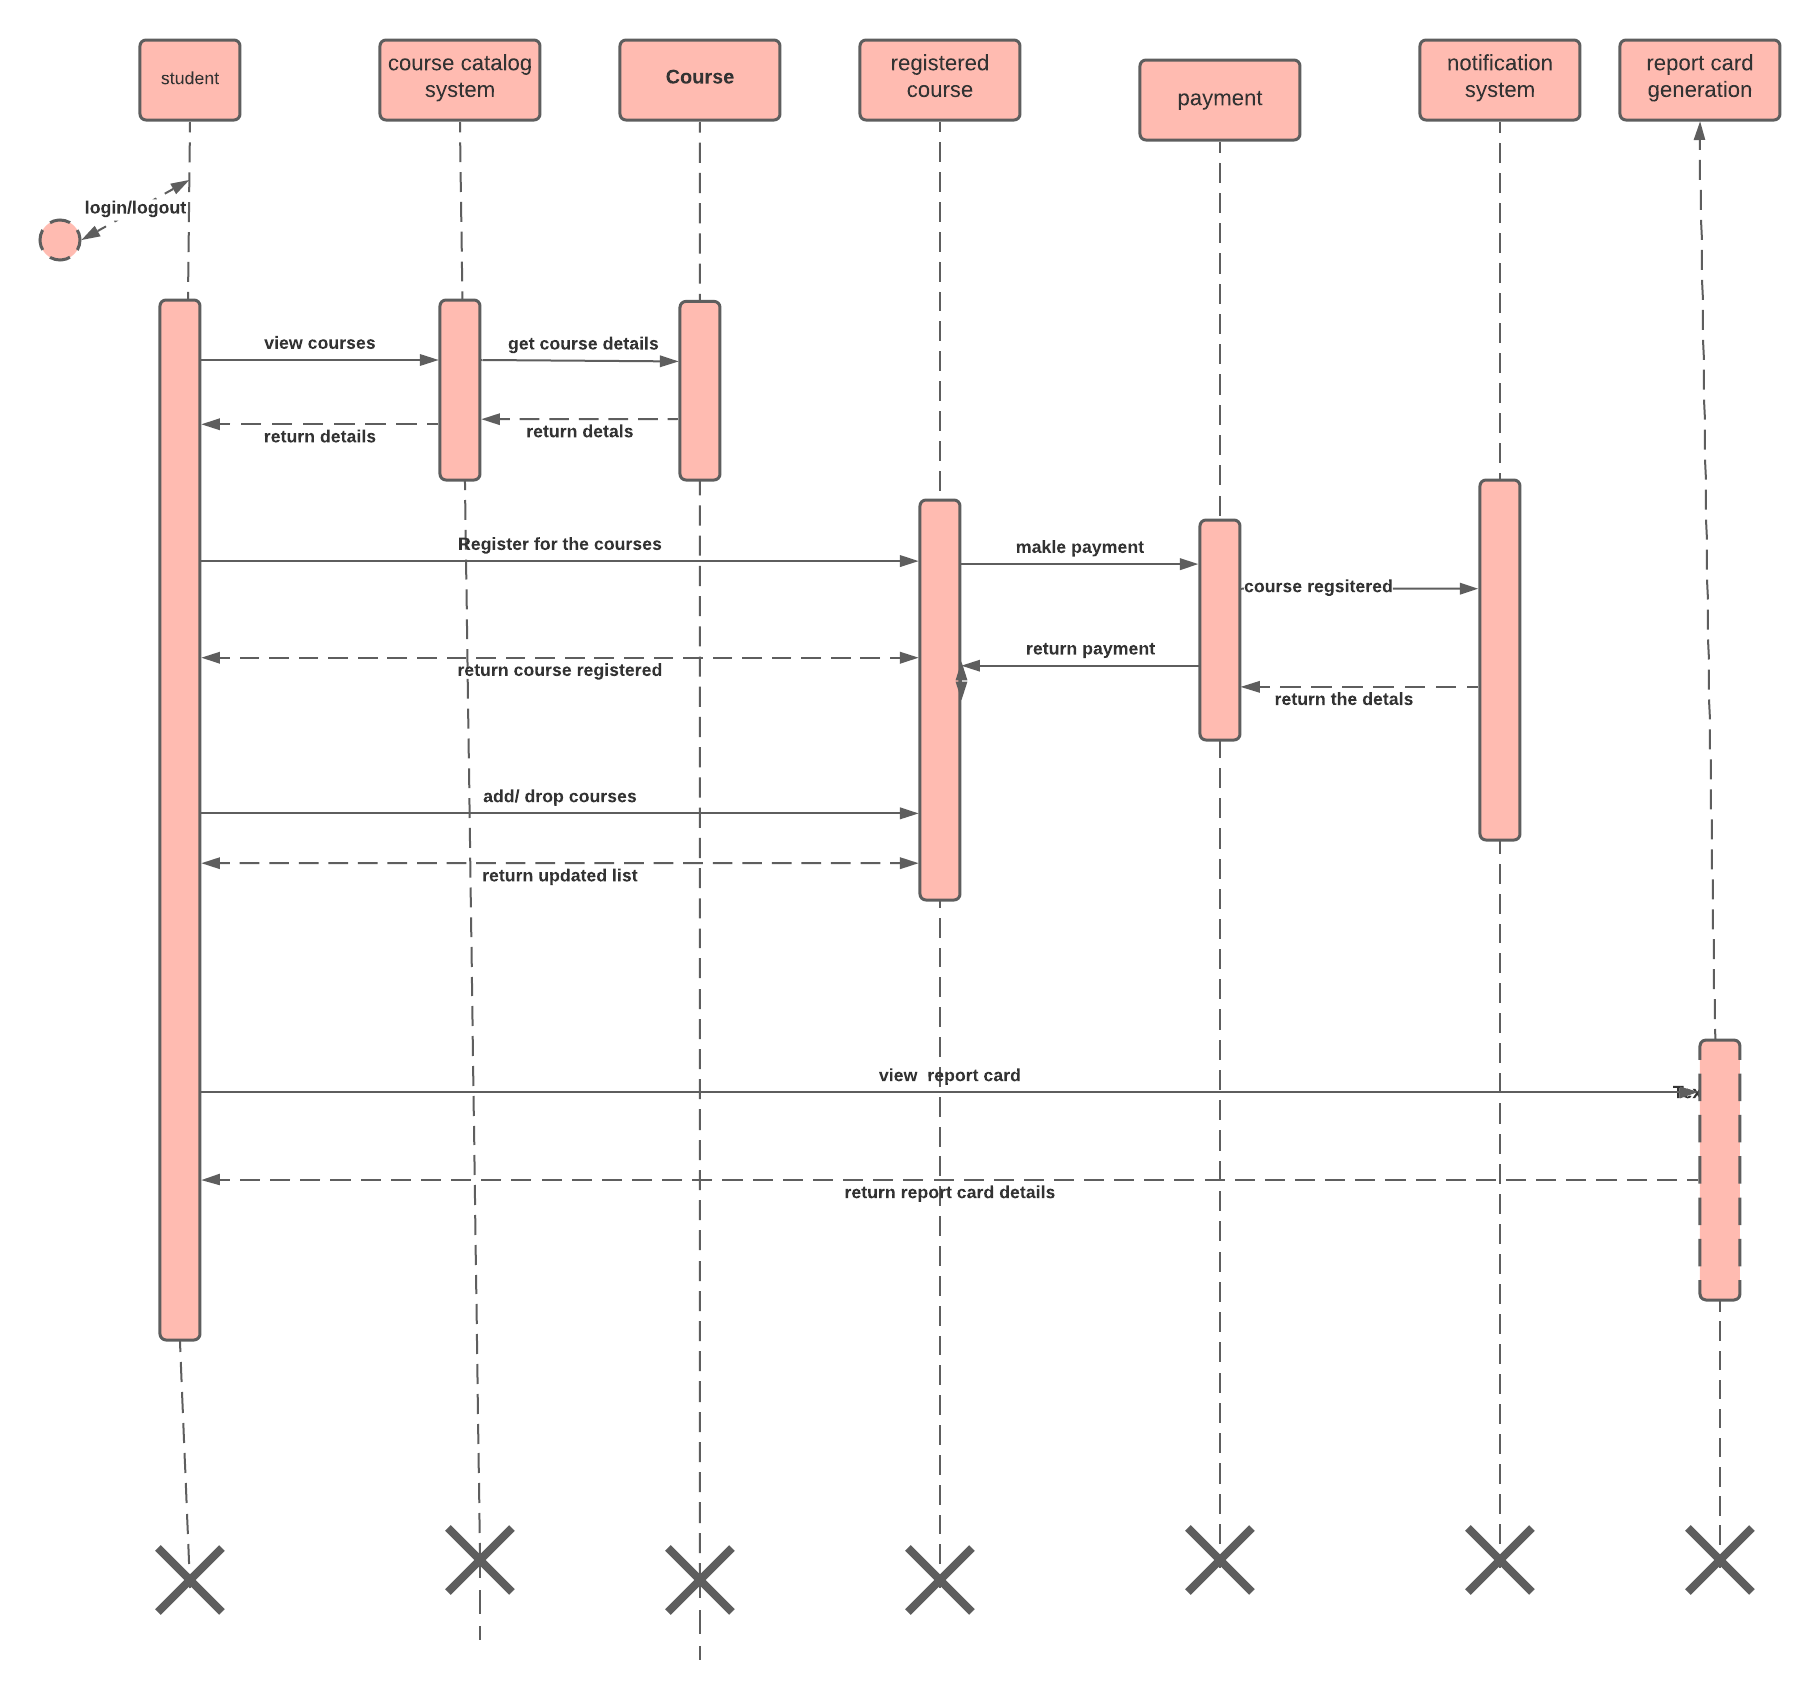 student
course catalog
system
Course
registered
course
payment
notification
system
report card
generation
login/logout
view courses
get course details
return details
return detals
Register for the courses
makle payment
course regsitered
return course registered
return payment
return the detals
add/ drop courses
return updated list
view  report card
return report card details